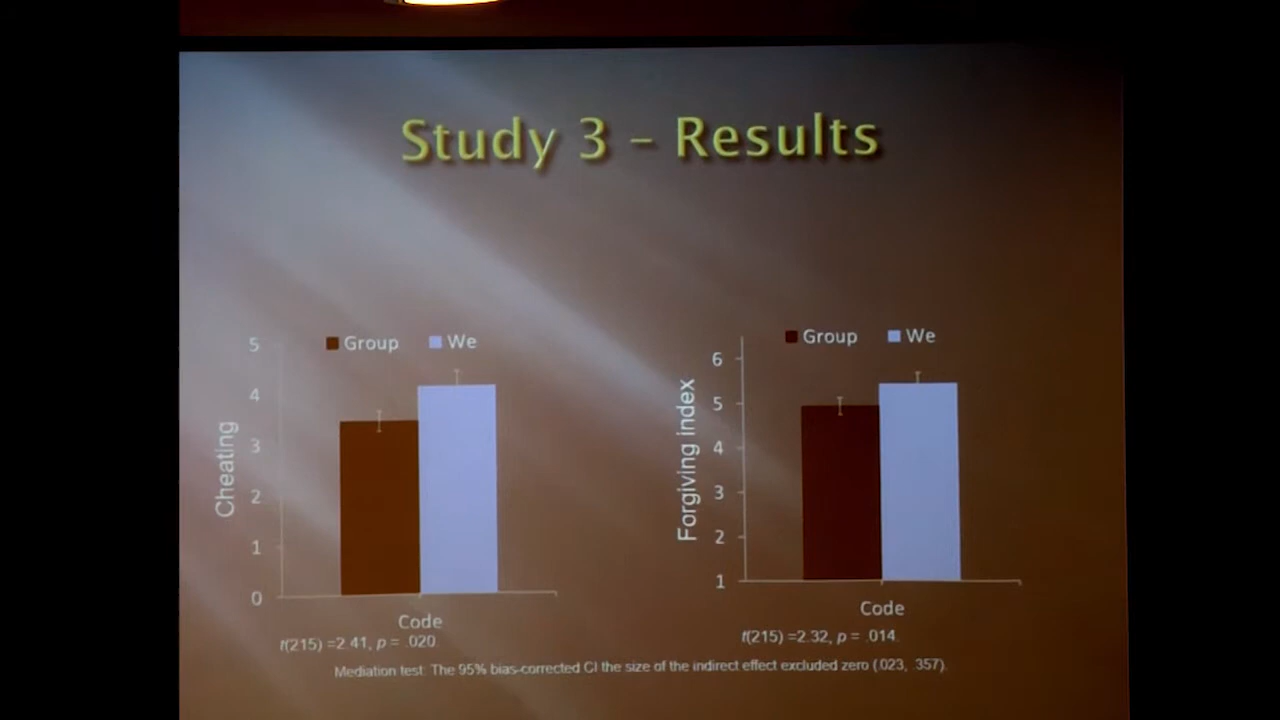 Study 3 – Results
5
4
3
2
1
0
Cheating
Group We
Code
t(215) =2.41, p = .020.
6
5
4
3
2
1
Forgiving index
Group We
Code
t(215) =2.32, p = .014.
Mediation test: The 95% bias-corrected CI the size of the indirect effect excluded zero (.023, .357).